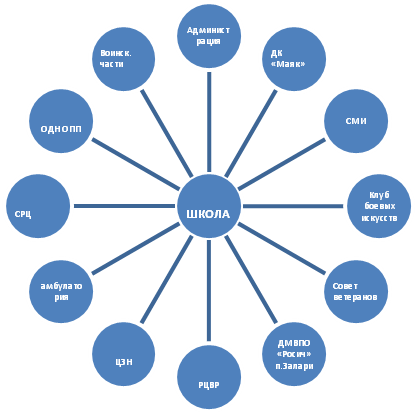 Админист
рация
ДК
«Маяк»
СМИ
Клуб
боевых
искусств
Совет
ветеранов
ДМВПО
«Росич»
п.Залари
РЦВР
ЦЗН
амбулато
рия
СРЦ
ОДНОПП
Воинск.
части
ШКОЛА